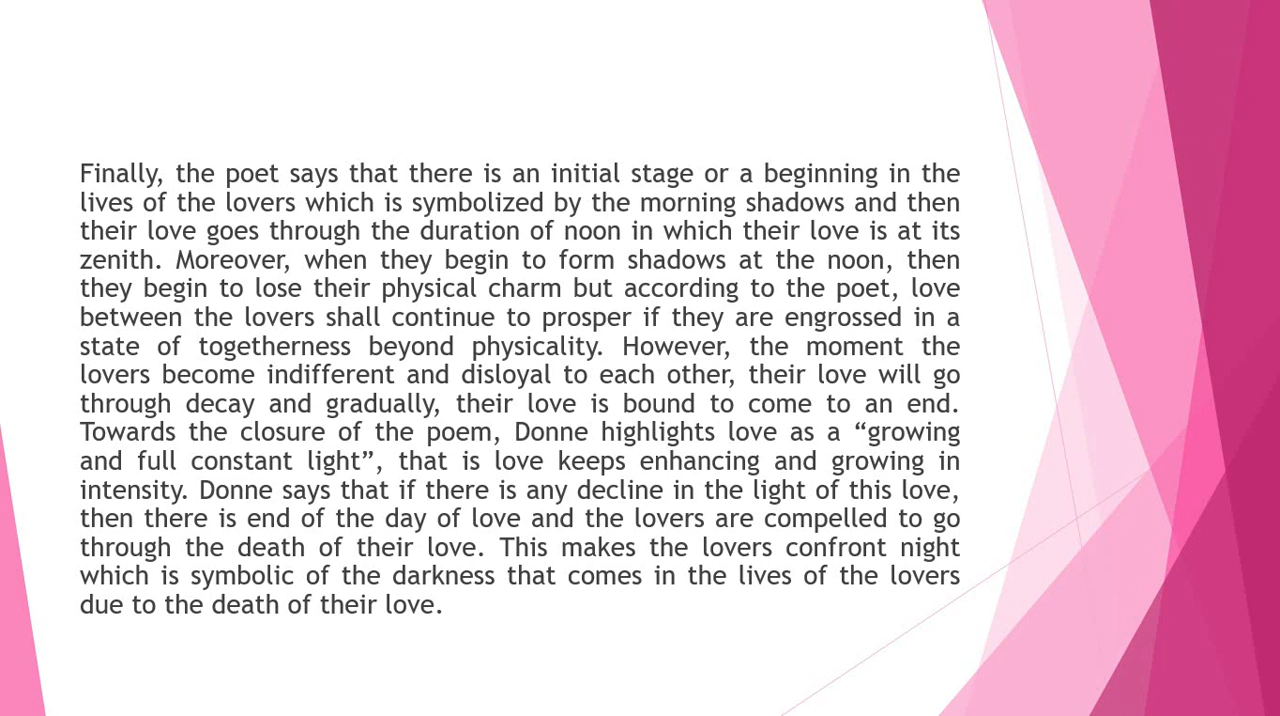 Finally, the poet says that there is an initial stage or a beginning in the
lives of the lovers which is symbolized by the morning shadows and then
their love goes through the duration of noon in which their love is at its
zenith. Moreover, when they begin to form shadows at the noon, then
they begin to lose their physical charm but according to the poet, love
between the lovers shall continue to prosper if they are engrossed in a
state of togetherness beyond physicality. However, the moment the
lovers become indifferent and disloyal to each other, their love will go
through decay and gradually, their love is bound to come to an end.
Towards the closure of the poem, Donne highlights love as a “growing
and full constant light”, that is love keeps enhancing and growing in
intensity. Donne says that if there is any decline in the light of this love,
then there is end of the day of love and the lovers are compelled to go
through the death of their love. This makes the lovers confront night
which is symbolic of the darkness that comes in the lives of the lovers
due to the death of their love.